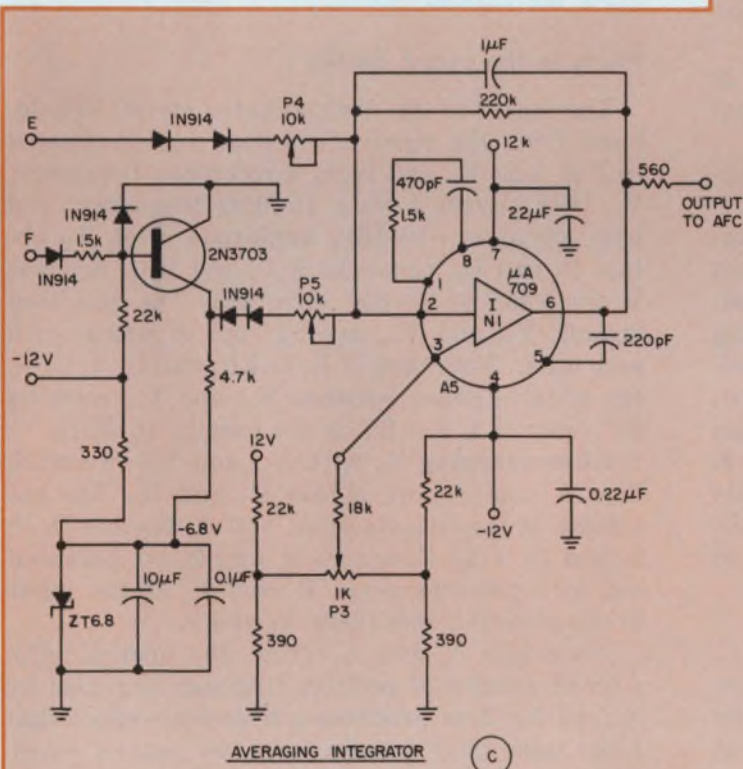 1µF
220k
E
1N914
P4
10k
12k
560
OUTPUT
TO AFC
470pF
1.5k
22µF
1N914
F
1.5k
1N914
2N3703
8
7
µA
709
1
2
3
I
N1
6
5
4
A5
220pF
1N914
P5
10k
22k
-12V
4.7k
330
12V
22k
18k
22k
0.22µF
-12V
-6.8V
10µF
0.1µF
1K
P3
ZT6.8
390
390
AVERAGING INTEGRATOR
C